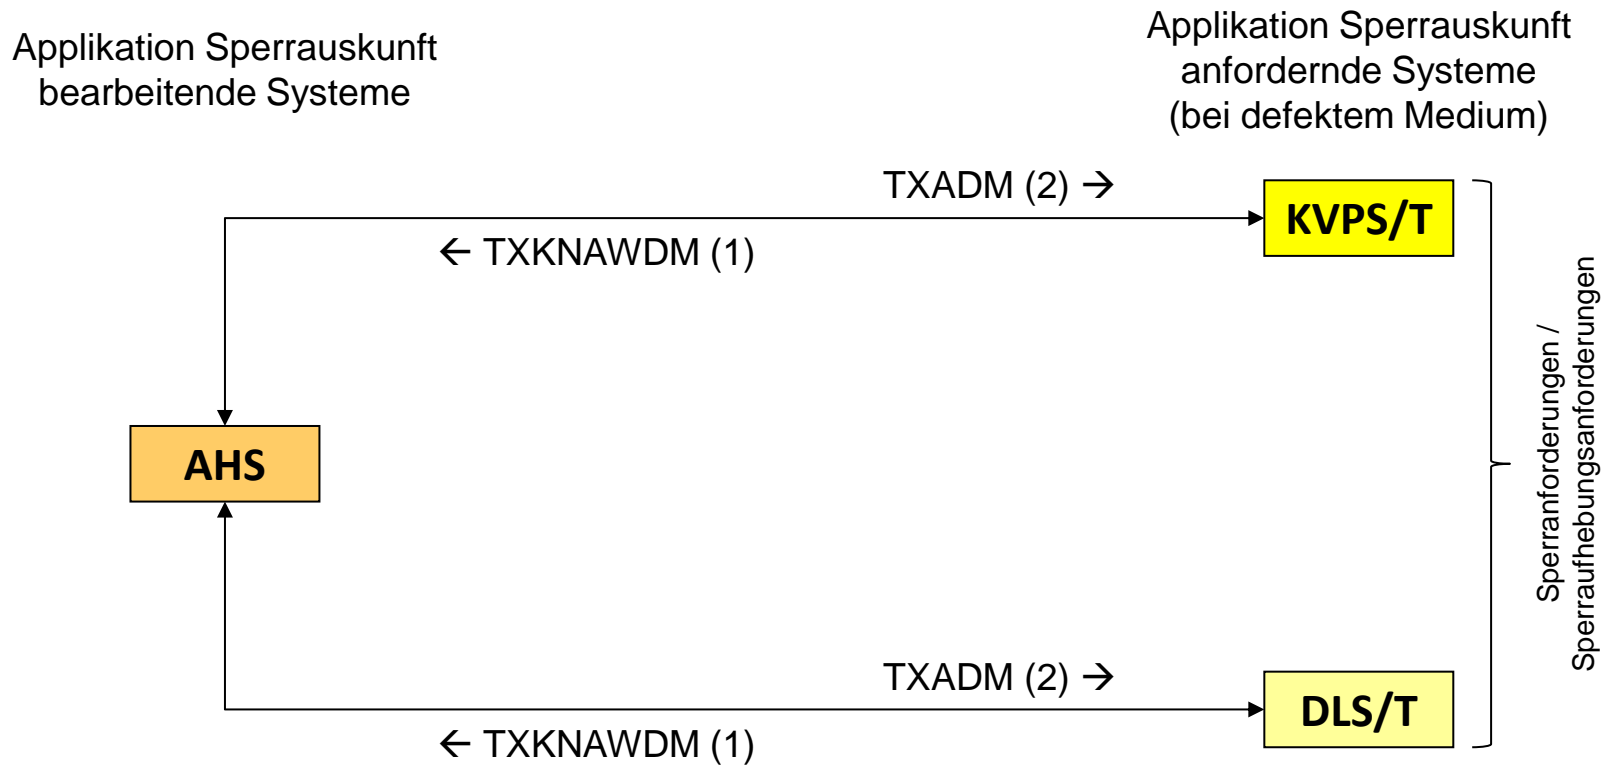 Applikation Sperrauskunft
bearbeitende Systeme
Applikation Sperrauskunft
anfordernde Systeme
(bei defektem Medium)
TXADM (2) →
KVPS/T
← TXKNAWDM (1)
Sperranforderungen /
Sperraufhebungsanforderungen
AHS
TXADM (2) →
DLS/T
← TXKNAWDM (1)